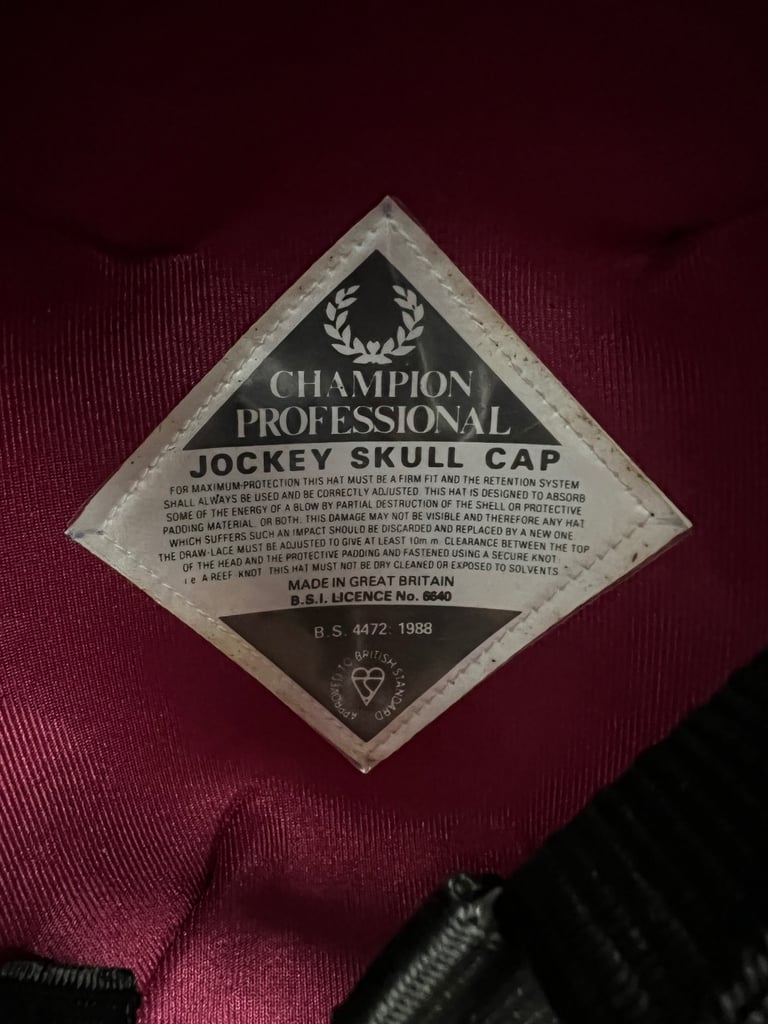 CHAMPION
PROFESSIONAL
JOCKEY SKULL CAP
FOR MAXIMUM-PROTECTION THIS HAT MUST BE A FIRM FIT AND THE RETENTION SYSTEM
SHALL ALWAYS BE USED AND BE CORRECTLY ADJUSTED. THIS HAT IS DESIGNED TO ABSORB
SOME OF THE ENERGY OF A BLOW BY PARTIAL DESTRUCTION OF THE SHELL OR PROTECTIVE
PADDING MATERIAL, OR BOTH. THIS DAMAGE MAY NOT BE VISIBLE AND THEREFORE ANY HAT
WHICH SUFFERS SUCH AN IMPACT SHOULD BE DISCARDED AND REPLACED BY A NEW ONE.
THE DRAW-LACE MUST BE ADJUSTED TO GIVE AT LEAST 10m m. CLEARANCE BETWEEN THE TOP
OF THE HEAD AND THE PROTECTIVE PADDING AND FASTENED USING A SECURE KNOT
i e A REEF KNOT. THIS HAT MUST NOT BE DRY CLEANED OR EXPOSED TO SOLVENTS.
MADE IN GREAT BRITAIN
B.S.I. LICENCE No. 6640
B.S. 4472: 1988
APPROVED TO BRITISH STANDARD